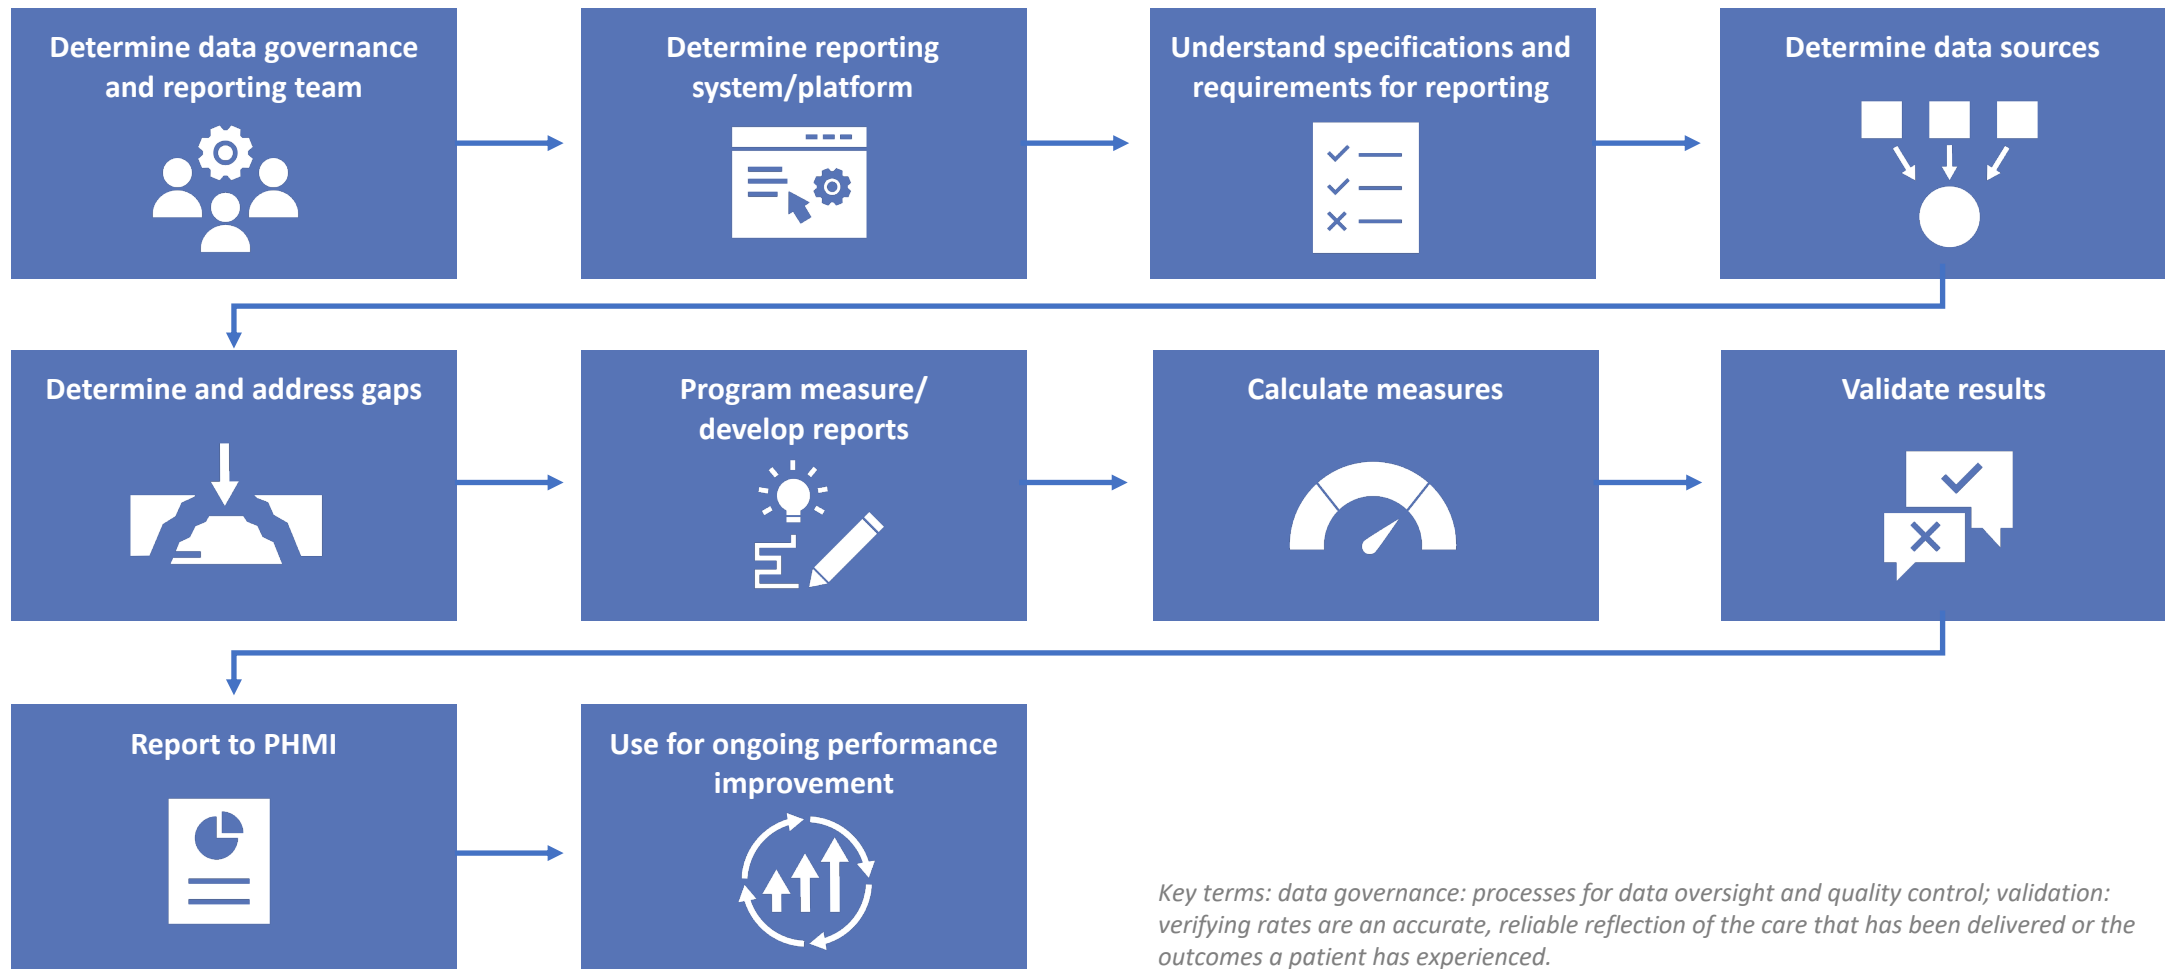 Determine data governance
and reporting team
Determine reporting
system/platform
Understand specifications and
requirements for reporting
Determine data sources
Determine and address gaps
Program measure/
develop reports
Calculate measures
Validate results
Report to PHMI
Use for ongoing performance
improvement
Key terms: data governance: processes for data oversight and quality control; validation:
verifying rates are an accurate, reliable reflection of the care that has been delivered or the
outcomes a patient has experienced.